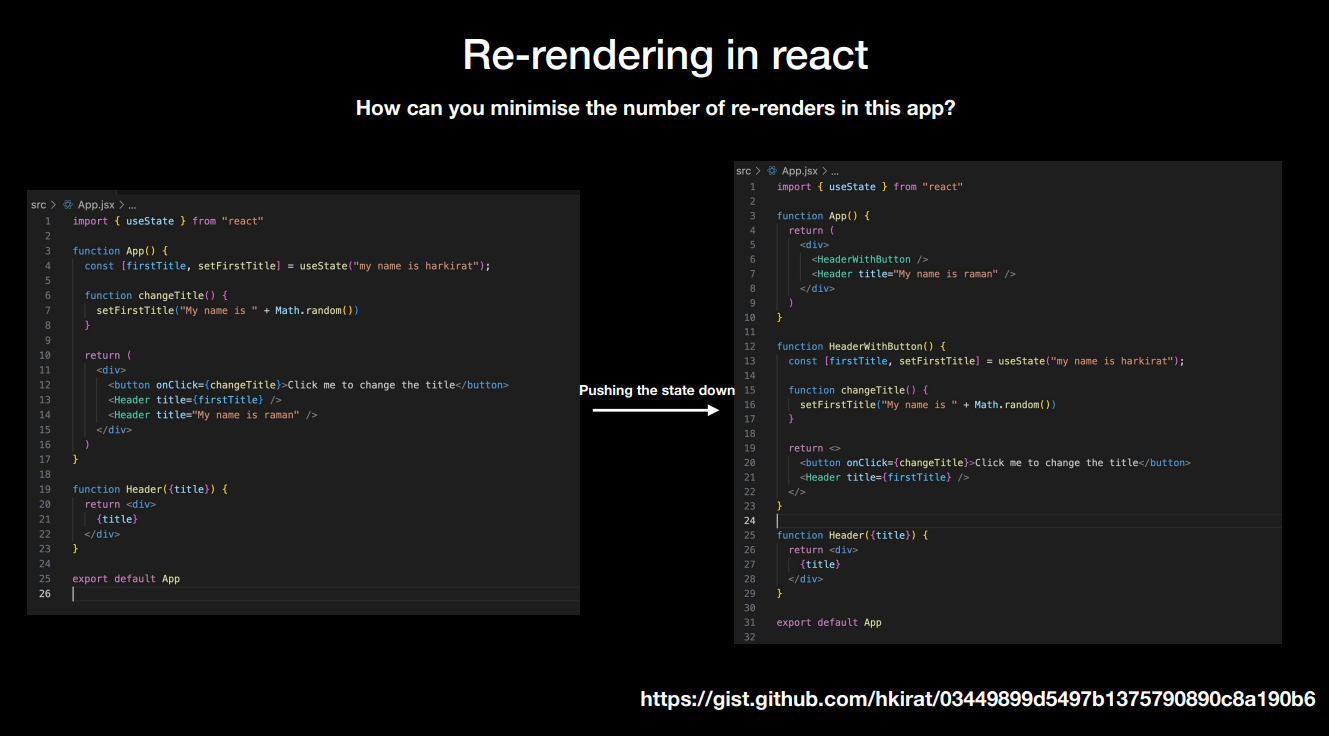 Re-rendering in react
How can you minimise the number of re-renders in this app?
src > App.jsx > ...
1 import { useState } from "react"
2
3 function App() {
4 const [firstTitle, setFirstTitle] = useState("my name is harkirat");
5
6 function changeTitle() {
7 setFirstTitle("My name is " + Math.random())
8 }
9
10 return (
11 <div>
12 <button onClick={changeTitle}>Click me to change the title</button>
13 <Header title={firstTitle} />
14 <Header title="My name is raman" />
15 </div>
16 )
17 }
18
19 function Header({title}) {
20 return <div>
21 {title}
22 </div>
23 }
24
25 export default App
26
Pushing the state down
src > App.jsx > ...
1 import { useState } from "react"
2
3 function App() {
4 return (
5 <div>
6 <HeaderWithButton />
7 <Header title="My name is raman" />
8 </div>
9 )
10 }
11
12 function HeaderWithButton() {
13 const [firstTitle, setFirstTitle] = useState("my name is harkirat");
14
15 function changeTitle() {
16 setFirstTitle("My name is " + Math.random())
17 }
18
19 return <>
20 <button onClick={changeTitle}>Click me to change the title</button>
21 <Header title={firstTitle} />
22 </>
23 }
24
25 function Header({title}) {
26 return <div>
27 {title}
28 </div>
29 }
30
31 export default App
32
https://gist.github.com/hkirat/03449899d5497b1375790890c8a190b6